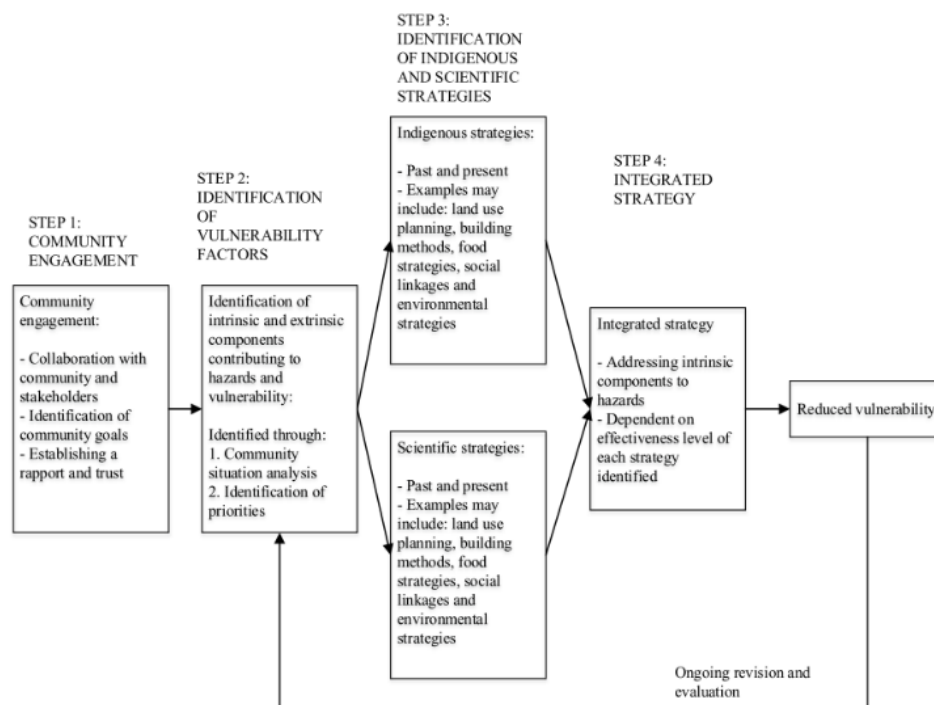 STEP 1:
COMMUNITY
ENGAGEMENT
Community
engagement:
- Collaboration with
community and
stakeholders
- Identification of
community goals
- Establishing a
rapport and trust
STEP 2:
IDENTIFICATION
OF
VULNERABILITY
FACTORS
Identification of
intrinsic and extrinsic
components
contributing to
hazards and
vulnerability:
Identified through:
1. Community
situation analysis
2. Identification of
priorities
STEP 3:
IDENTIFICATION
OF INDIGENOUS
AND SCIENTIFIC
STRATEGIES
Indigenous strategies:
- Past and present
- Examples may
include: land use
planning, building
methods, food
strategies, social
linkages and
environmental
strategies
Scientific strategies:
- Past and present
- Examples may
include: land use
planning, building
methods, food
strategies, social
linkages and
environmental
strategies
STEP 4:
INTEGRATED
STRATEGY
Integrated strategy
- Addressing intrinsic
components to
hazards
- Dependent on
effectiveness level of
each strategy
identified
Reduced vulnerability
Ongoing revision and
evaluation